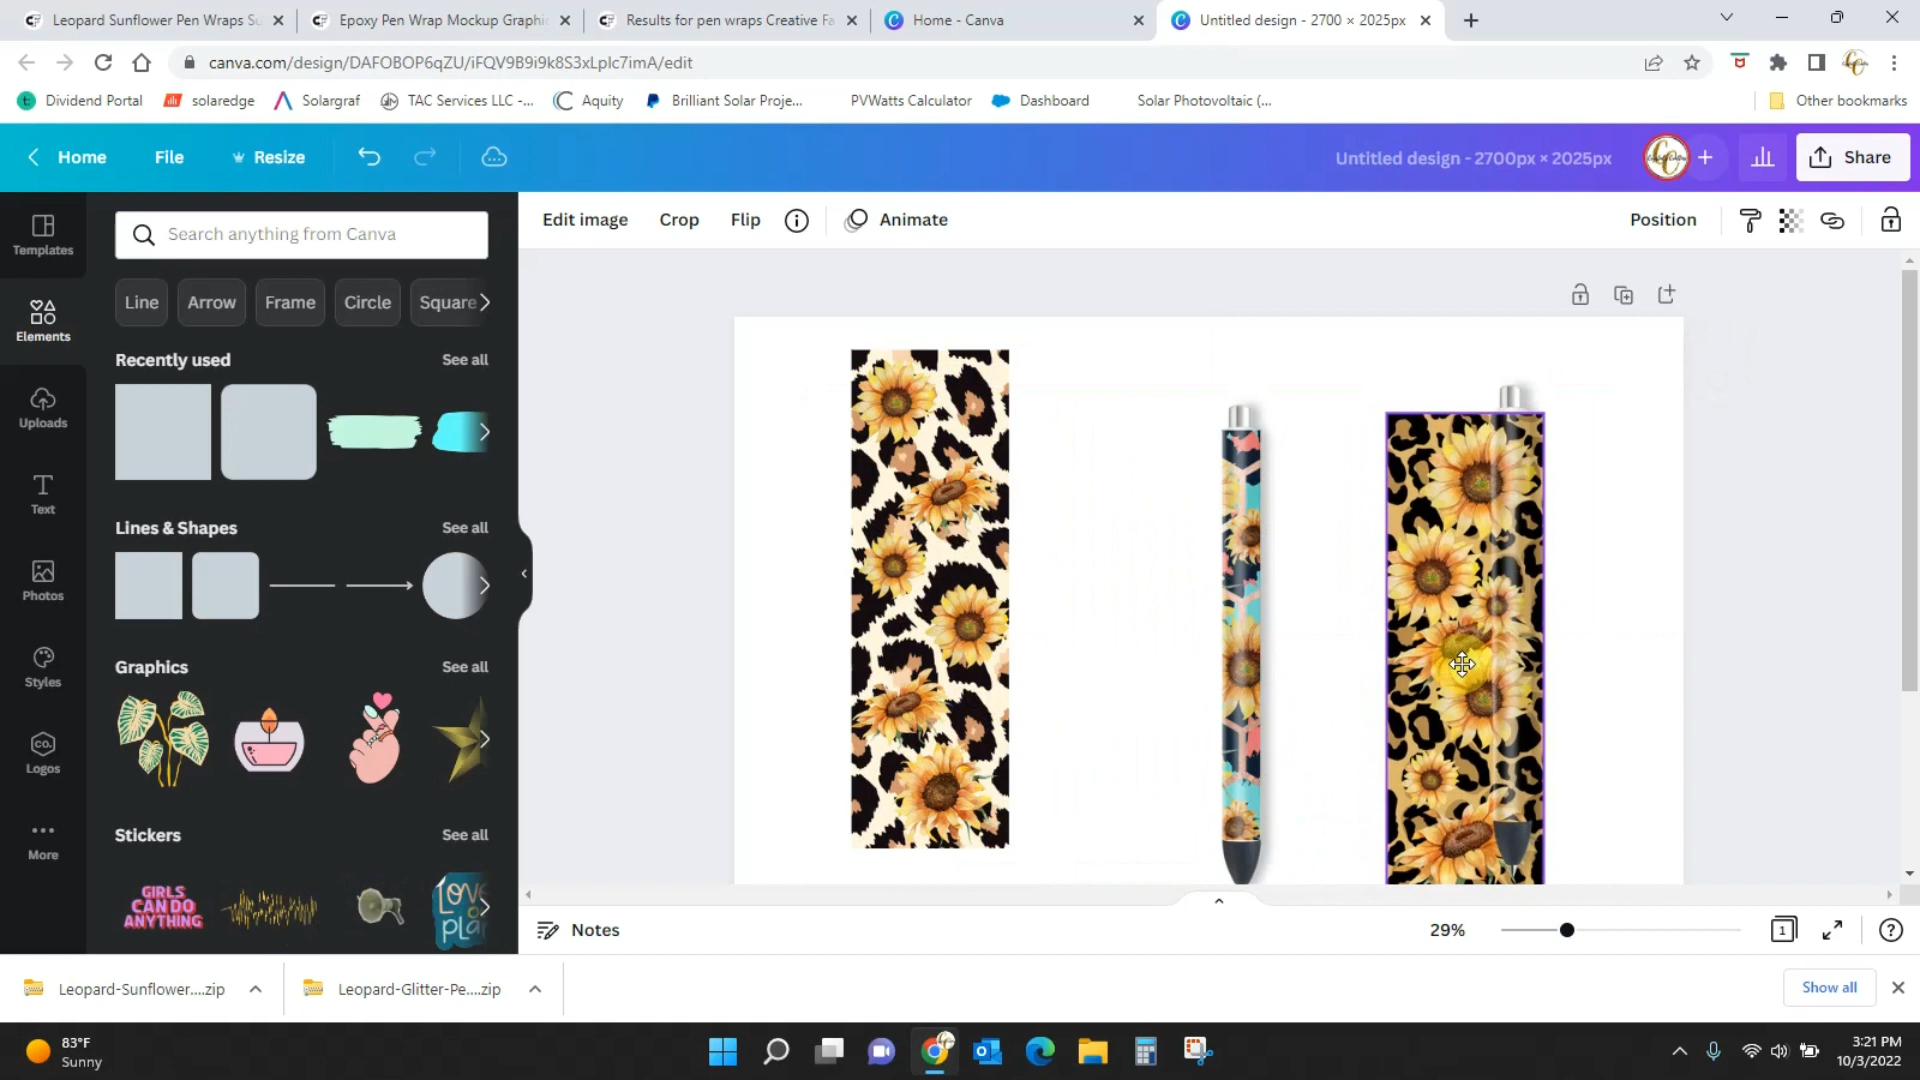 Leopard Sunflower Pen Wraps Su
Epoxy Pen Wrap Mockup Graphic
Results for pen wraps Creative Fa
Home - Canva
Untitled design - 2700 × 2025px
canva.com/design/DAFOBOP6qZU/iFQV9B9i9k8S3xLplc7imA/edit
Dividend Portal
solaredge
Solargraf
TAC Services LLC -...
Aquity
Brilliant Solar Proje...
PVWatts Calculator
Dashboard
Solar Photovoltaic (...
Other bookmarks
Home
File
Resize
Untitled design - 2700px × 2025px
Share
Templates
Elements
Uploads
Text
Photos
Styles
CO.
Logos
More
Search anything from Canva
Line
Arrow
Frame
Circle
Square
Recently used
See all
Lines & Shapes
See all
Graphics
See all
Stickers
See all
GIRLS
CAN DO
ANYTHING
Edit image
Crop
Flip
Animate
Position
Notes
29%
1
Leopard-Sunflower....zip
Leopard-Glitter-Pe....zip
Show all
83°F
Sunny
3:21 PM
10/3/2022